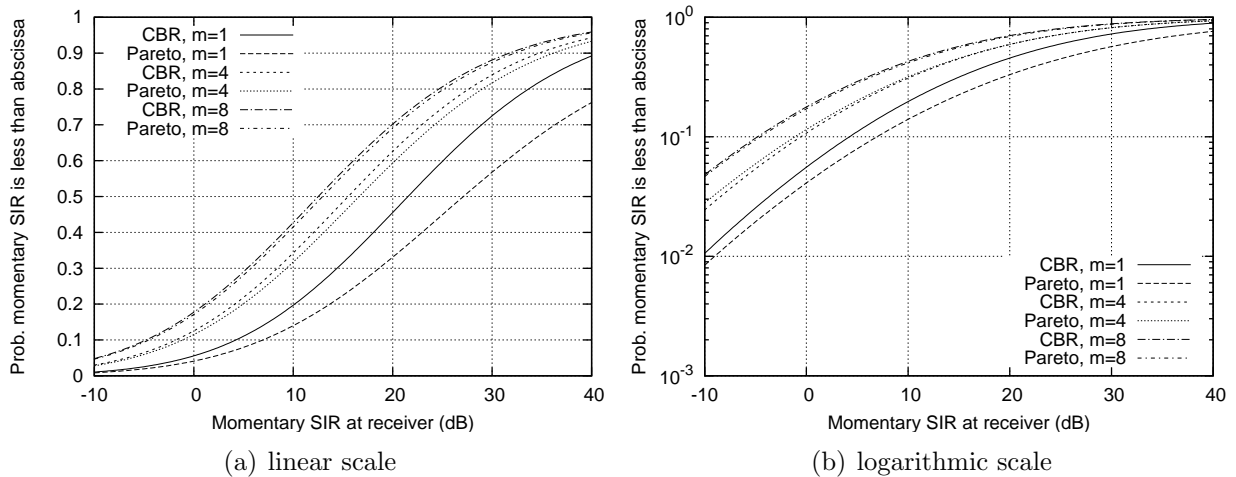 Prob. momentary SIR is less than abscissa
1
0.9
0.8
0.7
0.6
0.5
0.4
0.3
0.2
0.1
0
CBR, m=1
Pareto, m=1
CBR, m=4
Pareto, m=4
CBR, m=8
Pareto, m=8
-10 0 10 20 30 40
Momentary SIR at receiver (dB)
(a) linear scale
Prob. momentary SIR is less than abscissa
10^0
10^-1
10^-2
10^-3
CBR, m=1
Pareto, m=1
CBR, m=4
Pareto, m=4
CBR, m=8
Pareto, m=8
-10 0 10 20 30 40
Momentary SIR at receiver (dB)
(b) logarithmic scale